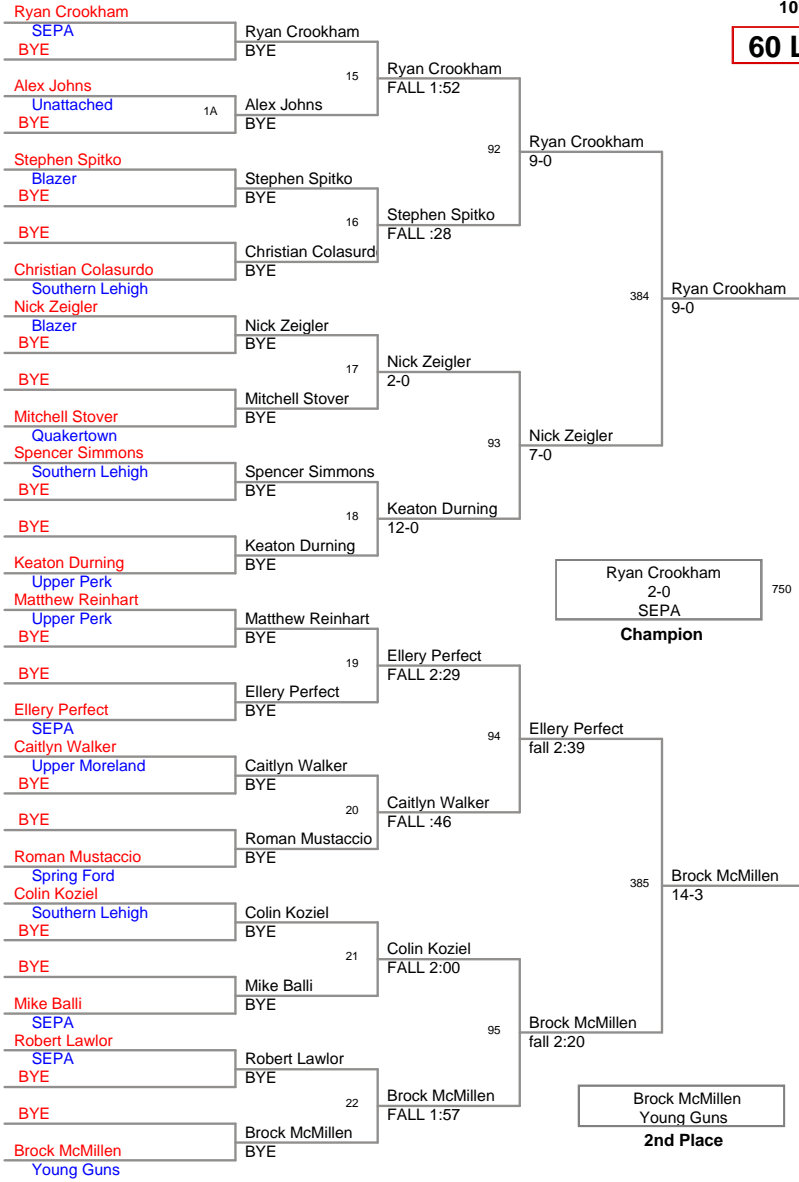 10
60 L
Ryan Crookham
SEPA
BYE
Alex Johns
Unattached
BYE
1A
Stephen Spitko
Blazer
BYE
BYE
Christian Colasurdo
Southern Lehigh
Nick Zeigler
Blazer
BYE
BYE
Mitchell Stover
Quakertown
Spencer Simmons
Southern Lehigh
BYE
BYE
Keaton Durning
Upper Perk
Matthew Reinhart
Upper Perk
BYE
BYE
Ellery Perfect
SEPA
Caitlyn Walker
Upper Moreland
BYE
BYE
Roman Mustaccio
Spring Ford
Colin Koziel
Southern Lehigh
BYE
BYE
Mike Balli
SEPA
Robert Lawlor
SEPA
BYE
BYE
Brock McMillen
Young Guns
Ryan Crookham
BYE
15
Alex Johns
BYE
Stephen Spitko
BYE
16
Christian Colasurd
BYE
Nick Zeigler
BYE
17
Mitchell Stover
BYE
Spencer Simmons
BYE
18
Keaton Durning
BYE
Matthew Reinhart
BYE
19
Ellery Perfect
BYE
Caitlyn Walker
BYE
20
Roman Mustaccio
BYE
Colin Koziel
BYE
21
Mike Balli
BYE
Robert Lawlor
BYE
22
Brock McMillen
BYE
Ryan Crookham
FALL 1:52
92
Stephen Spitko
FALL :28
Nick Zeigler
2-0
93
Keaton Durning
12-0
Ellery Perfect
FALL 2:29
94
Caitlyn Walker
FALL :46
Colin Koziel
FALL 2:00
95
Brock McMillen
FALL 1:57
Ryan Crookham
9-0
384
Nick Zeigler
7-0
Ellery Perfect
fall 2:39
385
Brock McMillen
fall 2:20
Ryan Crookham
9-0
Brock McMillen
14-3
Ryan Crookham
2-0
SEPA
750
Champion
Brock McMillen
Young Guns
2nd Place